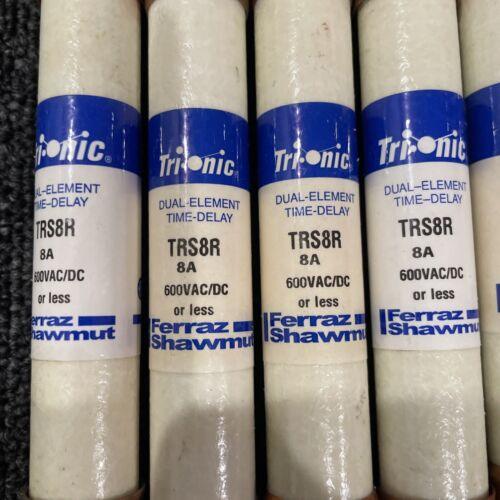 Tri-onic®
DUAL-ELEMENT
TIME-DELAY
TRS8R
8A
600VAC/DC
or less
Ferraz
Shawmut
Tri-onic®
DUAL-ELEMENT
TIME-DELAY
TRS8R
8A
600VAC/DC
or less
Ferraz
Shawmut
Tri-onic®
DUAL-ELEMENT
TIME-DELAY
TRS8R
8A
600VAC/DC
or less
Ferraz
Shawmut
Tri-onic®
DUAL-ELEMENT
TIME-DELAY
TRS8R
8A
600VAC/DC
or less
Ferraz
Shawmut